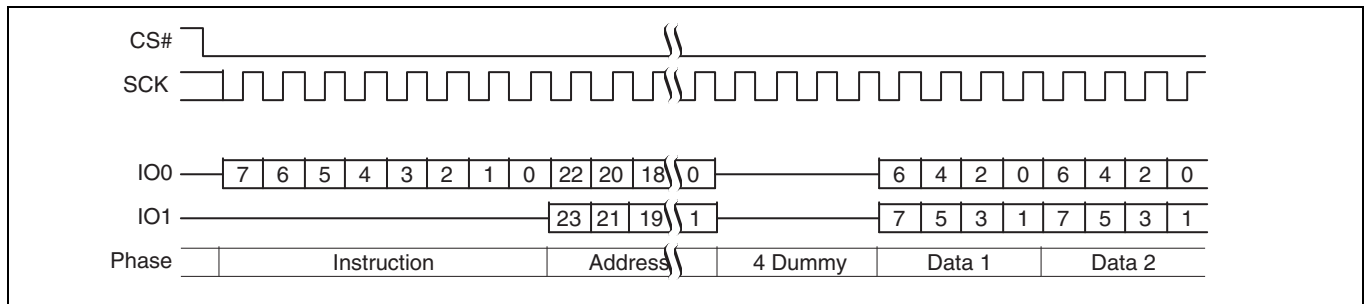 CS#
SCK
IO0 7 6 5 4 3 2 1 0 22 20 18 0 6 4 2 0 6 4 2 0
IO1 23 21 19 1 7 5 3 1 7 5 3 1
Phase Instruction Address 4 Dummy Data 1 Data 2